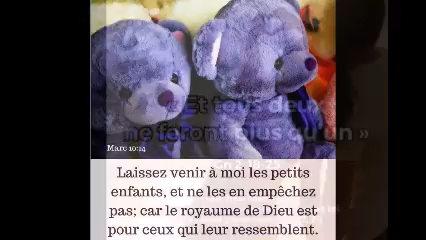 « Et tous deux
ne feront plus qu'un »
Marc 10:14
Laissez venir à moi les petits
enfants, et ne les en empêchez
pas; car le royaume de Dieu est
pour ceux qui leur ressemblent.